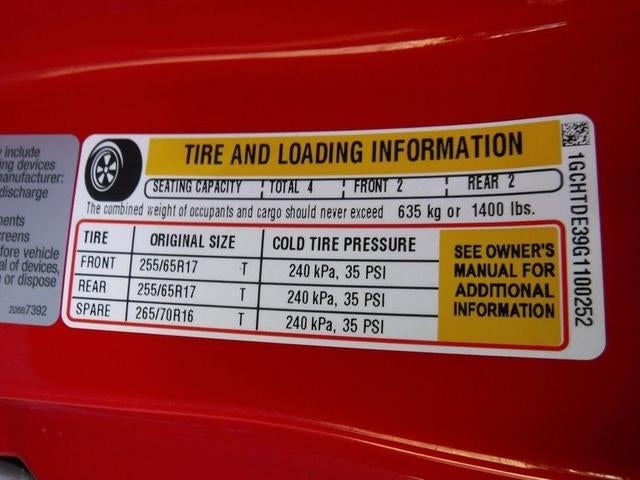 y include
ing devices
manufacturer:
discharge
ments
creens
fore vehicle
al of devices,
e or dispose
20887392
TIRE AND LOADING INFORMATION
SEATING CAPACITY TOTAL 4 FRONT 2 REAR 2
The combined weight of occupants and cargo should never exceed 635 kg or 1400 lbs.
TIRE ORIGINAL SIZE COLD TIRE PRESSURE
FRONT 255/65R17 T 240 kPa, 35 PSI
REAR 255/65R17 T 240 kPa, 35 PSI
SPARE 265/70R16 T 240 kPa, 35 PSI
SEE OWNER'S
MANUAL FOR
ADDITIONAL
INFORMATION
1GCHTDE39G1100252